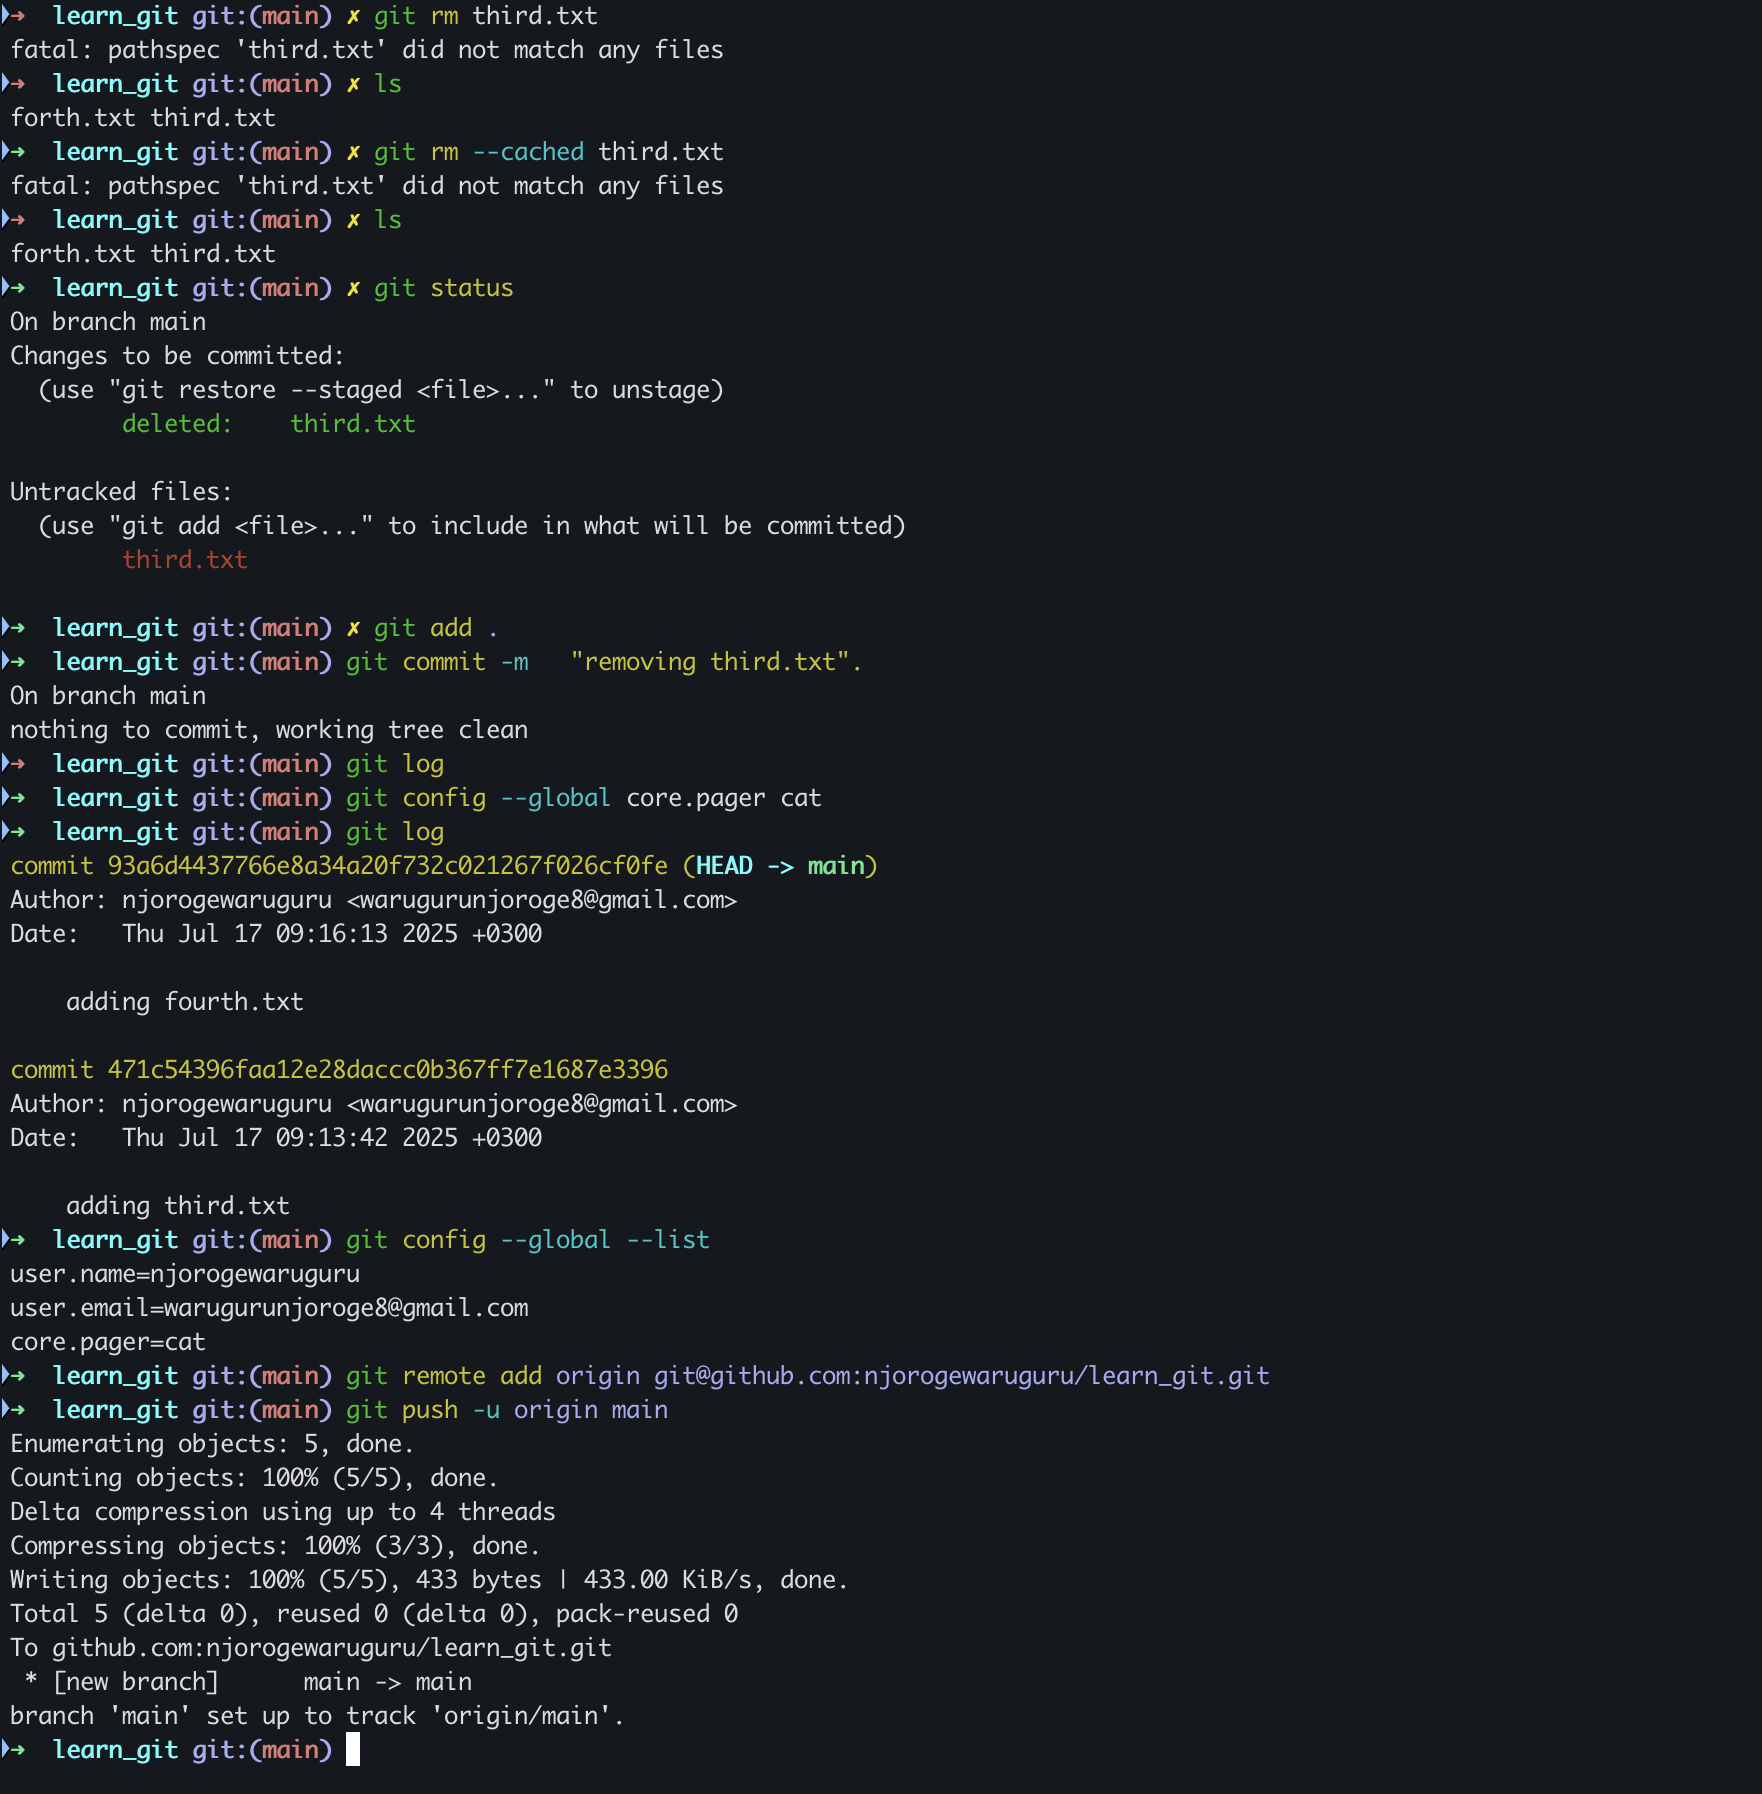 ➜  learn_git git:(main) ✗ git rm third.txt
fatal: pathspec 'third.txt' did not match any files
➜  learn_git git:(main) ✗ ls
forth.txt third.txt
➜  learn_git git:(main) ✗ git rm --cached third.txt
fatal: pathspec 'third.txt' did not match any files
➜  learn_git git:(main) ✗ ls
forth.txt third.txt
➜  learn_git git:(main) ✗ git status
On branch main
Changes to be committed:
  (use "git restore --staged <file>..." to unstage)
        deleted:    third.txt

Untracked files:
  (use "git add <file>..." to include in what will be committed)
        third.txt

➜  learn_git git:(main) ✗ git add .
➜  learn_git git:(main) git commit -m   "removing third.txt".
On branch main
nothing to commit, working tree clean
➜  learn_git git:(main) git log
➜  learn_git git:(main) git config --global core.pager cat
➜  learn_git git:(main) git log
commit 93a6d4437766e8a34a20f732c021267f026cf0fe (HEAD -> main)
Author: njorogewaruguru <warugurunjoroge8@gmail.com>
Date:   Thu Jul 17 09:16:13 2025 +0300

    adding fourth.txt

commit 471c54396faa12e28daccc0b367ff7e1687e3396
Author: njorogewaruguru <warugurunjoroge8@gmail.com>
Date:   Thu Jul 17 09:13:42 2025 +0300

    adding third.txt
➜  learn_git git:(main) git config --global --list
user.name=njorogewaruguru
user.email=warugurunjoroge8@gmail.com
core.pager=cat
➜  learn_git git:(main) git remote add origin git@github.com:njorogewaruguru/learn_git.git
➜  learn_git git:(main) git push -u origin main
Enumerating objects: 5, done.
Counting objects: 100% (5/5), done.
Delta compression using up to 4 threads
Compressing objects: 100% (3/3), done.
Writing objects: 100% (5/5), 433 bytes | 433.00 KiB/s, done.
Total 5 (delta 0), reused 0 (delta 0), pack-reused 0
To github.com:njorogewaruguru/learn_git.git
 * [new branch]      main -> main
branch 'main' set up to track 'origin/main'.
➜  learn_git git:(main)